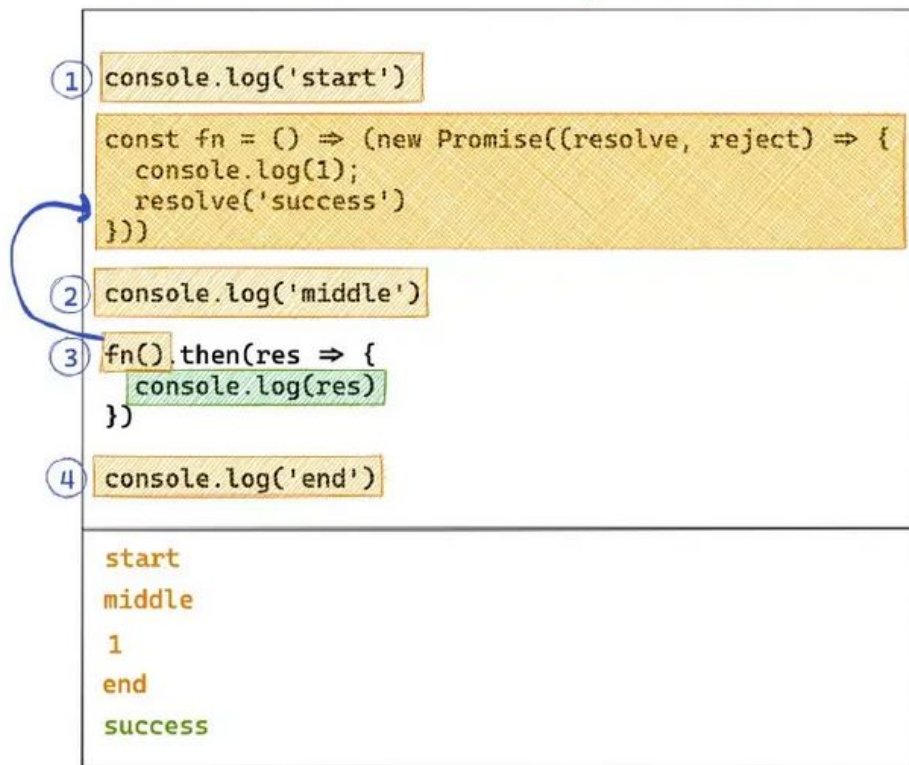 ① console.log('start')
const fn = () => (new Promise((resolve, reject) => {
console.log(1);
resolve('success')
}))
② console.log('middle')
③ fn().then(res => {
console.log(res)
})
④ console.log('end')
start
middle
1
end
success